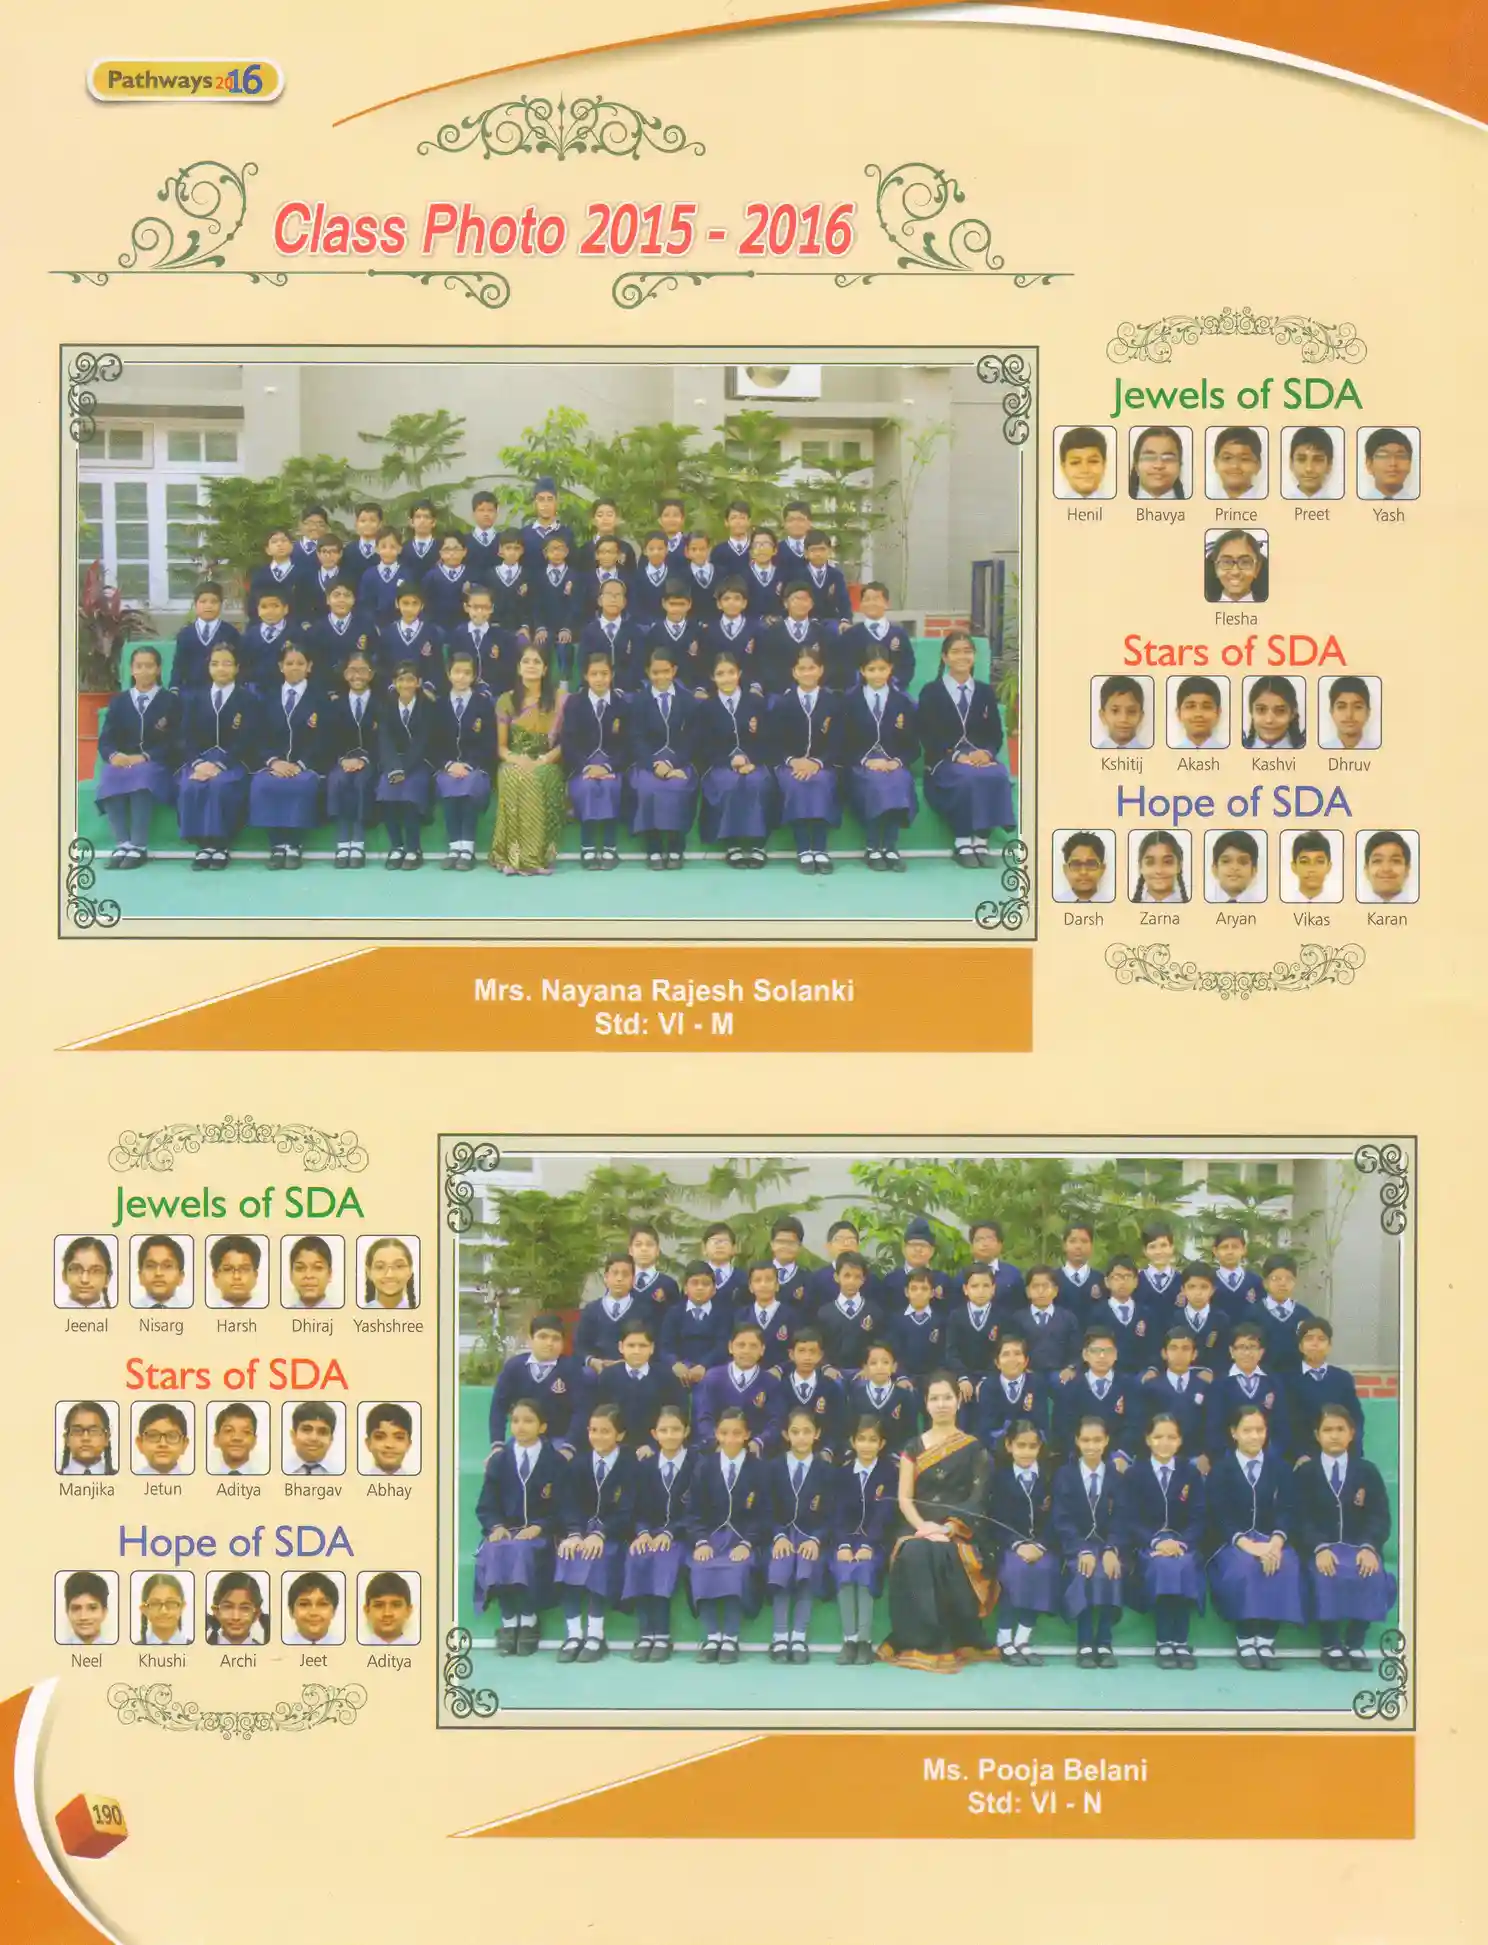 Pathways 2016
Class Photo 2015 - 2016
Jewels of SDA
Henil Bhavya Prince Preet Yash
Flesha
Stars of SDA
Kshitij Akash Kashvi Dhruv
Hope of SDA
Darsh Zarna Aryan Vikas Karan
Mrs. Nayana Rajesh Solanki
Std: VI - M
Jewels of SDA
Jeenal Nisarg Harsh Dhiraj Yashshree
Stars of SDA
Manjika Jetun Aditya Bhargav Abhay
Hope of SDA
Neel Khushi Archi Jeet Aditya
Ms. Pooja Belani
Std: VI - N
190